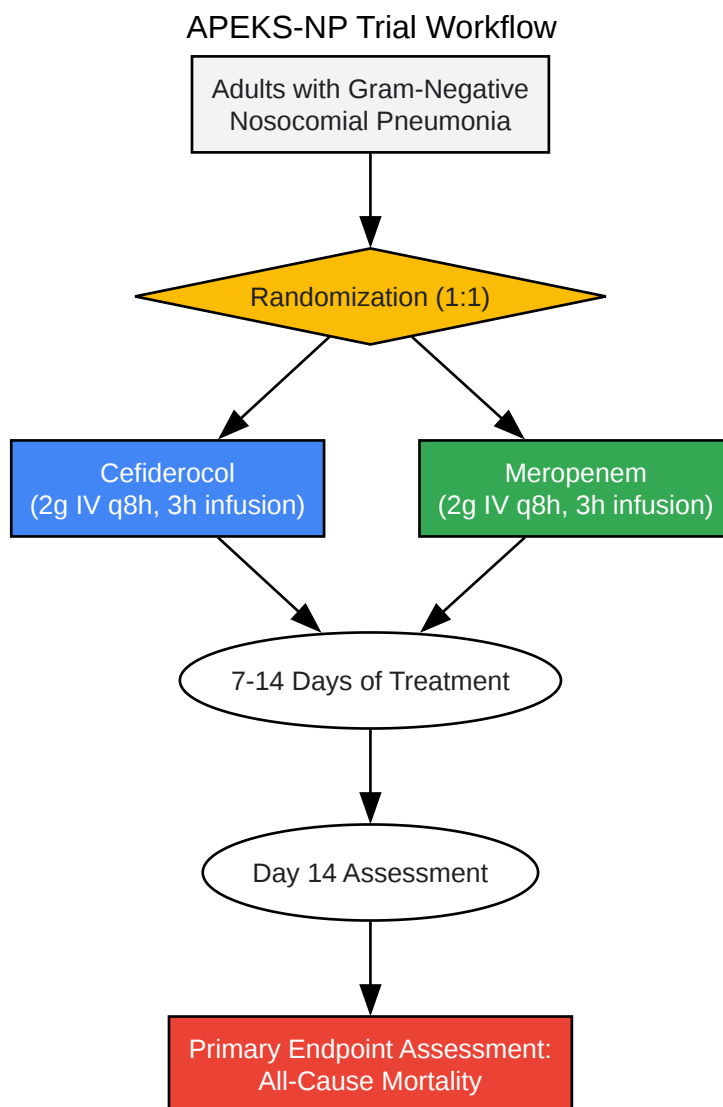 APEKS-NP Trial Workflow
Adults with Gram-Negative
Nosocomial Pneumonia
Randomization (1:1)
Cefiderocol
(2g IV q8h, 3h infusion)
Meropenem
(2g IV q8h, 3h infusion)
7-14 Days of Treatment
Day 14 Assessment
Primary Endpoint Assessment:
All-Cause Mortality